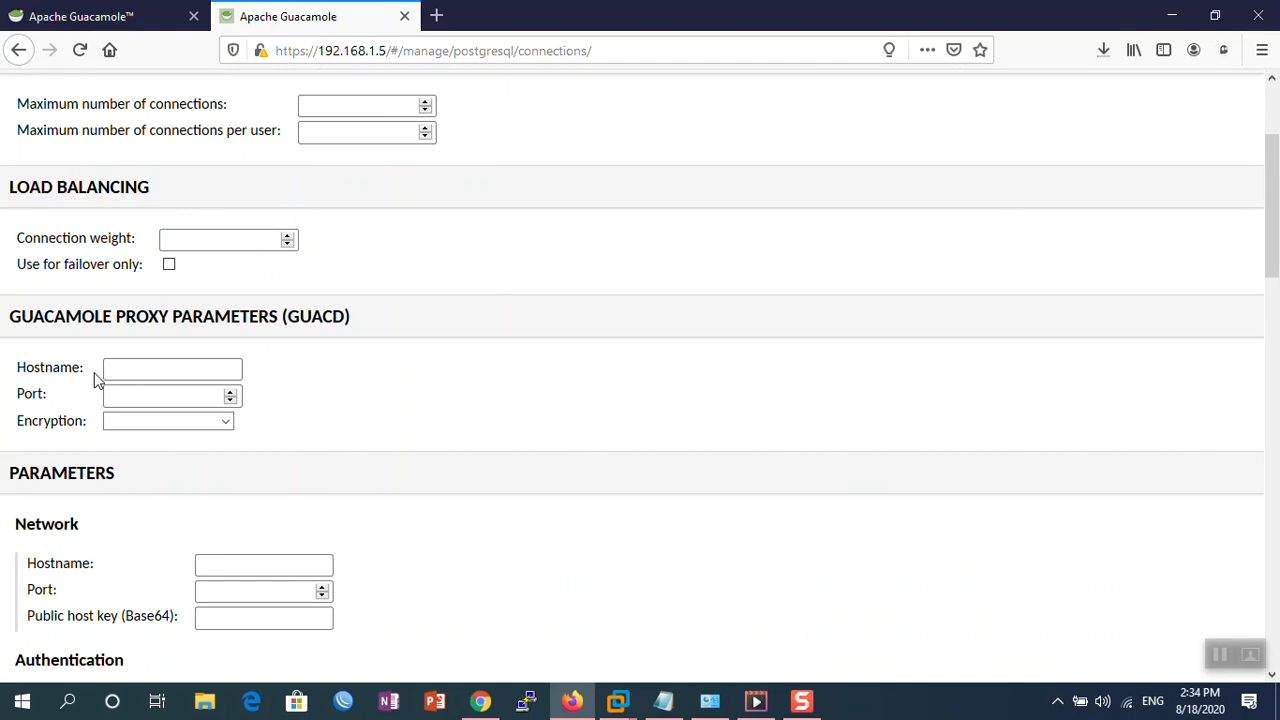 Apache Guacamole™
Apache Guacamole
https://192.168.1.5/#/manage/postgresql/connections/
Maximum number of connections:
Maximum number of connections per user:
LOAD BALANCING
Connection weight:
Use for failover only:
GUACAMOLE PROXY PARAMETERS (GUACD)
Hostname:
Port:
Encryption:
PARAMETERS
Network
Hostname:
Port:
Public host key (Base64):
Authentication
ENG
2:34 PM
8/18/2020